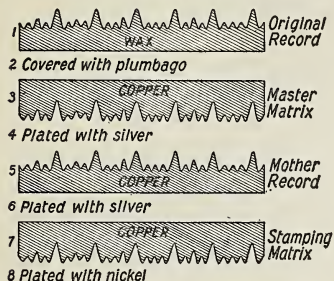 1 Original
Record
WAX
2 Covered with plumbago
COPPER
3 Master
Matrix
4 Plated with silver
5 Mother
Record
COPPER
6 Plated with silver
COPPER
7 Stamping
Matrix
8 Plated with nickel